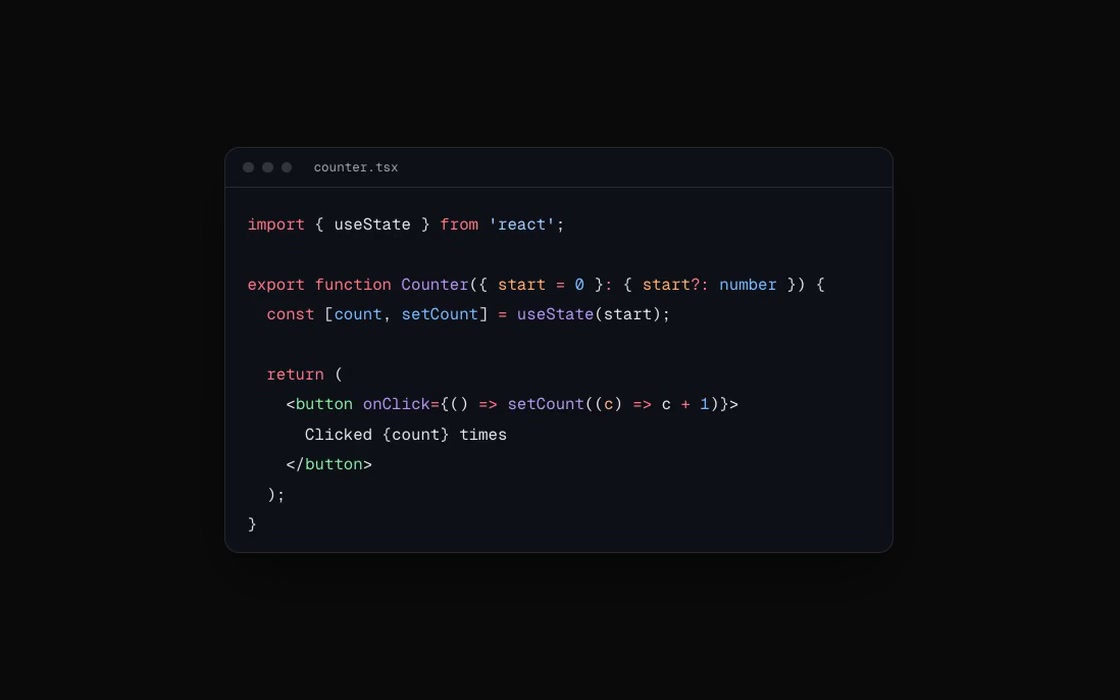 counter.tsx
import { useState } from 'react';
export function Counter({ start = 0 }: { start?: number }) {
  const [count, setCount] = useState(start);
  return (
    <button onClick={() => setCount((c) => c + 1)}>
      Clicked {count} times
    </button>
  );
}